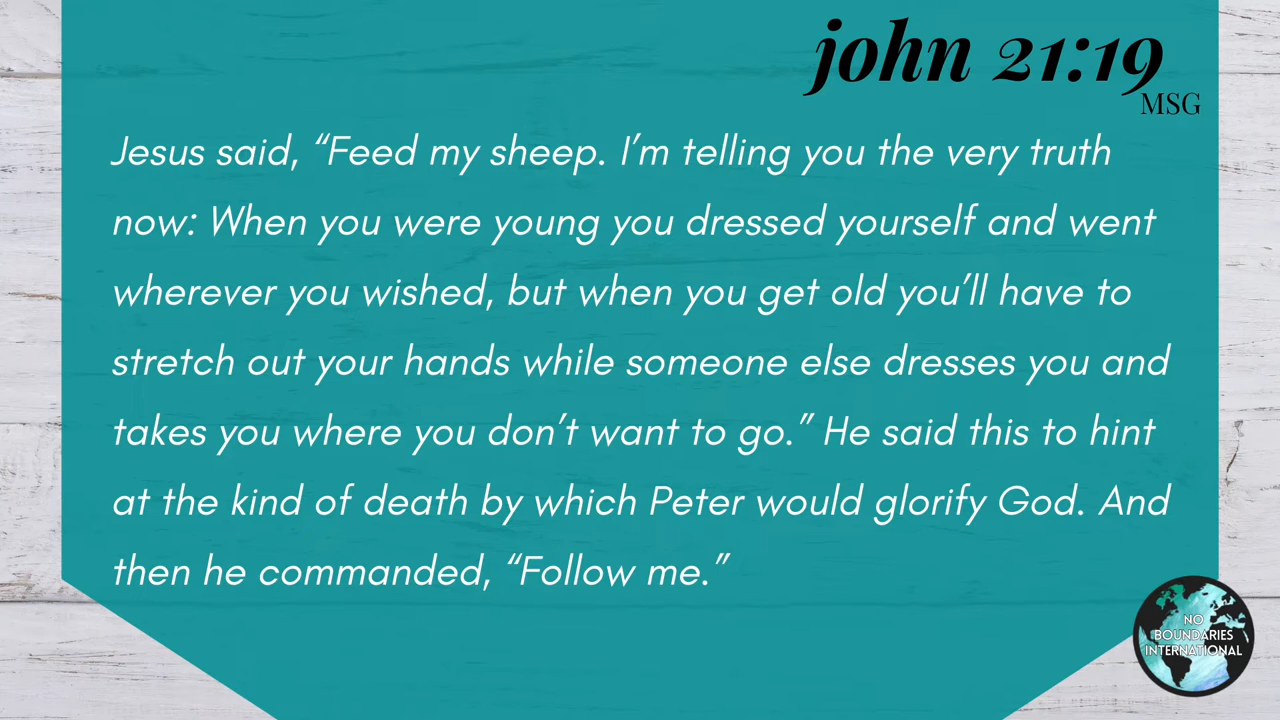 john 21:19
MSG
Jesus said, “Feed my sheep. I’m telling you the very truth
now: When you were young you dressed yourself and went
wherever you wished, but when you get old you’ll have to
stretch out your hands while someone else dresses you and
takes you where you don’t want to go.” He said this to hint
at the kind of death by which Peter would glorify God. And
then he commanded, “Follow me.”
NO
BOUNDARIES
INTERNATIONAL